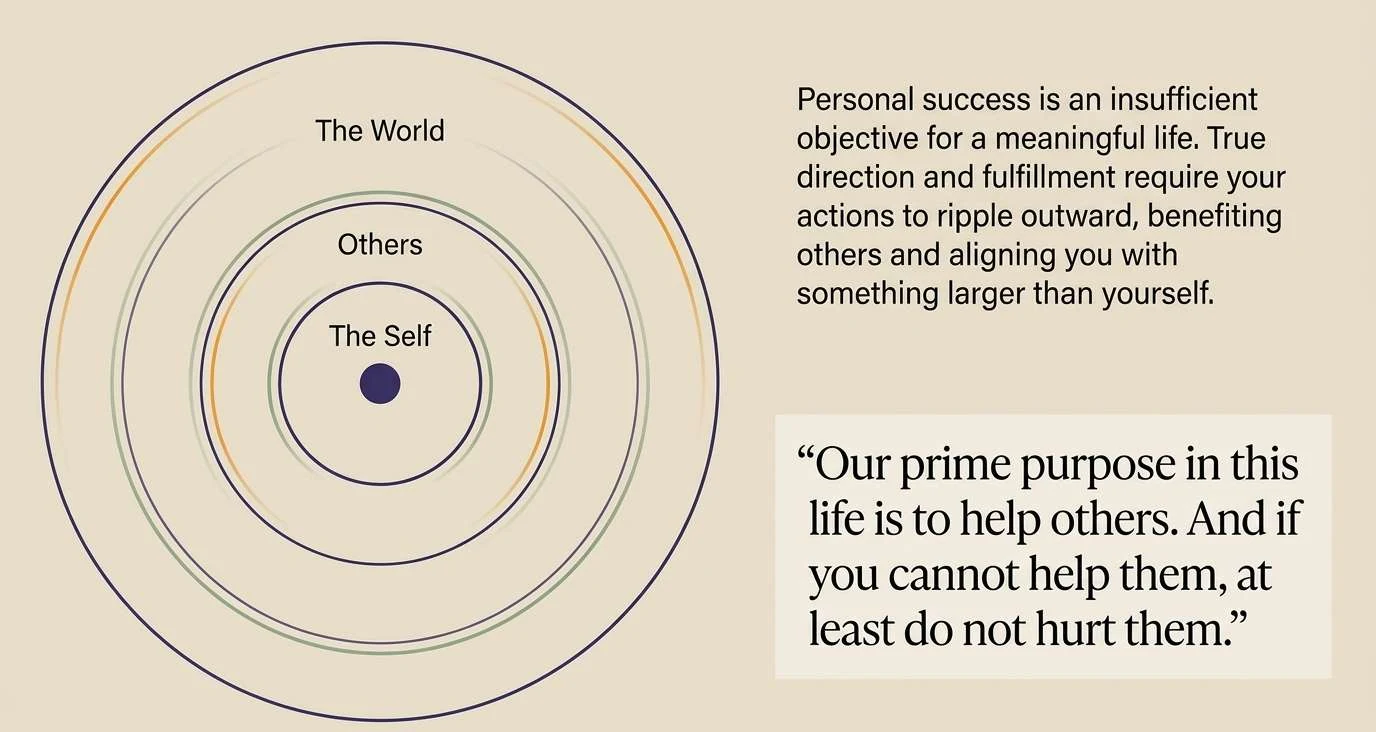 The World
Others
The Self
Personal success is an insufficient
objective for a meaningful life. True
direction and fulfillment require your
actions to ripple outward, benefiting
others and aligning you with
something larger than yourself.
“Our prime purpose in this
life is to help others. And if
you cannot help them, at
least do not hurt them.”